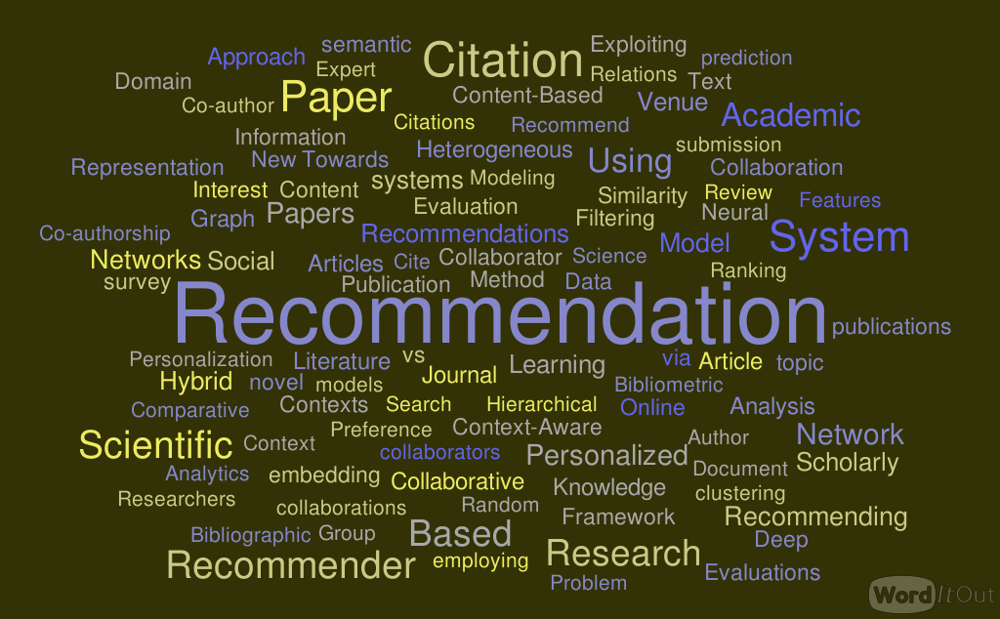 semantic Citation Exploiting
Approach prediction
Domain Expert Relations Text
Co-author Paper Content-Based Venue Academic
Citations Recommend
Information submission
Representation New Towards Heterogeneous Using Collaboration
Interest Content systems Modeling Similarity Review Features
Graph Papers Evaluation Filtering Neural
Co-authorship Recommendations Model System
Networks Social Articles Cite Collaborator Science Ranking
survey Publication Method Data
Recommendation publications
Personalization Literature vs Learning via Article topic
Hybrid novel models Journal Bibliometric
Comparative Contexts Search Hierarchical Online Analysis
Scientific Context Preference Context-Aware Author Network
collaborators Personalized Scholarly
Analytics embedding Collaborative Knowledge Document
Researchers collaborations Random clustering
Framework Recommending
Bibliographic Group Based Deep
Recommender employing Research Evaluations
Problem
WordItOut